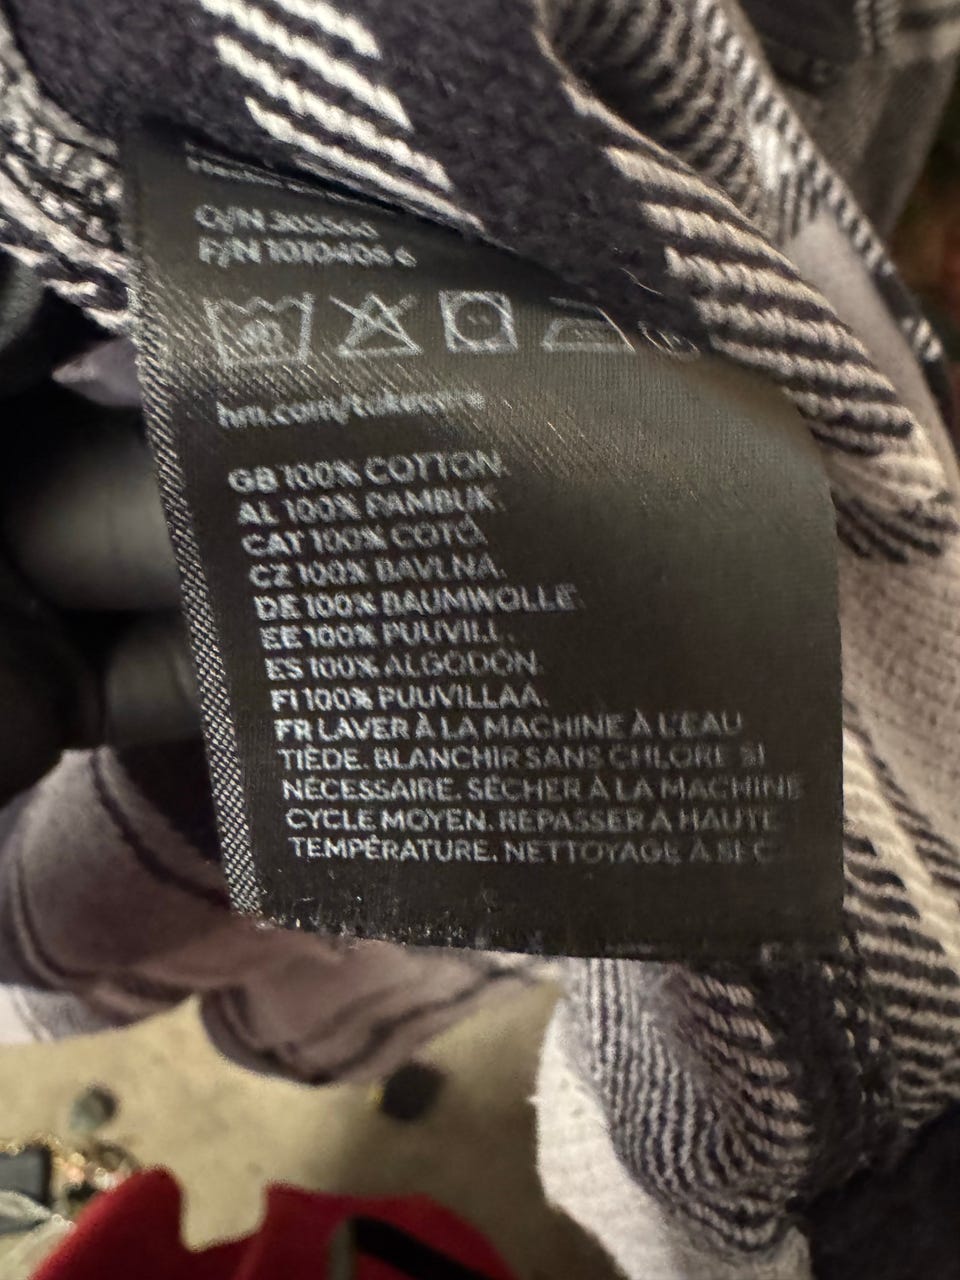 GB 100% COTTON.
AL 100% PAMBUK.
CAT 100% COTÓ
CZ 100% BAVLNA.
DE 100% BAUMWOLLE
EE 100% PUUVILL.
ES 100% ALGODÓN.
FI 100% PUUVILLAA.
FR LAVER À LA MACHINE À L'EAU
TIÈDE. BLANCHIR SANS CHLORE SI
NÉCESSAIRE. SÉCHER À LA MACHINE
CYCLE MOYEN. REPASSER À HAUTE
TEMPÉRATURE. NETTOYAGE À SEC